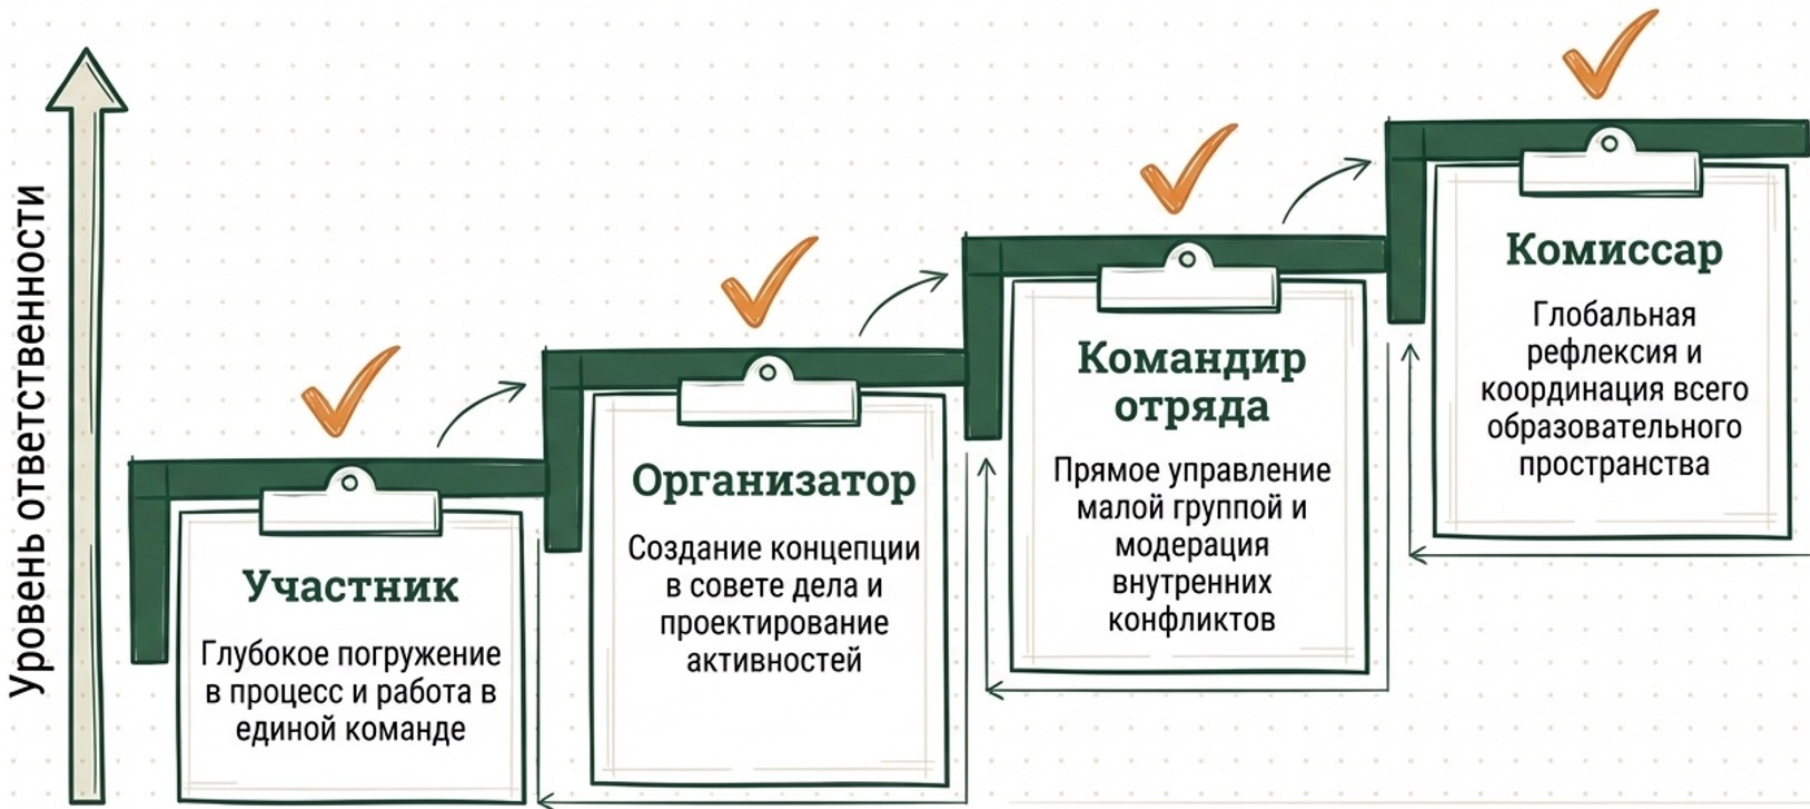 Уровень ответственности
Участник
Глубокое погружение
в процесс и работа в
единой команде
Организатор
Создание концепции
в совете дела и
проектирование
активностей
Командир
отряда
Прямое управление
малой группой и
модерация
внутренних
конфликтов
Комиссар
Глобальная
рефлексия и
координация всего
образовательного
пространства